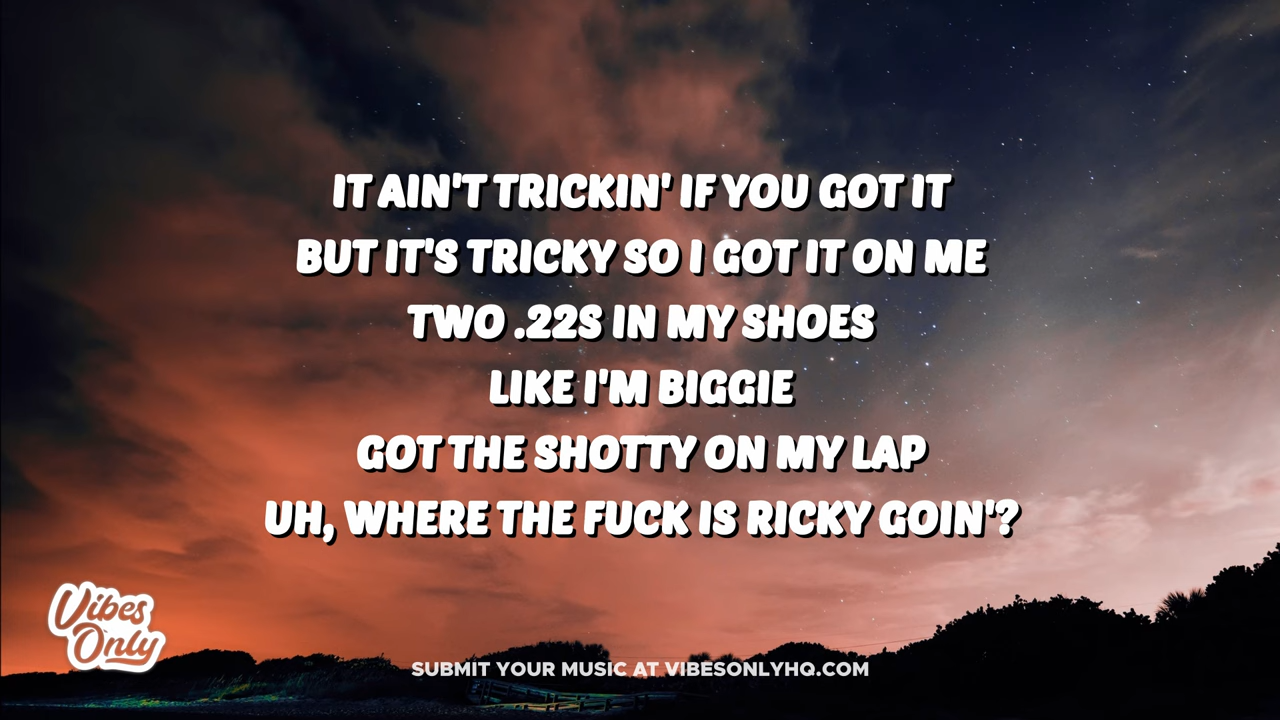 IT AIN'T TRICKIN' IF YOU GOT IT
BUT IT'S TRICKY SO I GOT IT ON ME
TWO .22S IN MY SHOES
LIKE I'M BIGGIE
GOT THE SHOTTY ON MY LAP
UH, WHERE THE FUCK IS RICKY GOIN'?
Vibes
Only
SUBMIT YOUR MUSIC AT VIBESONLYHQ.COM